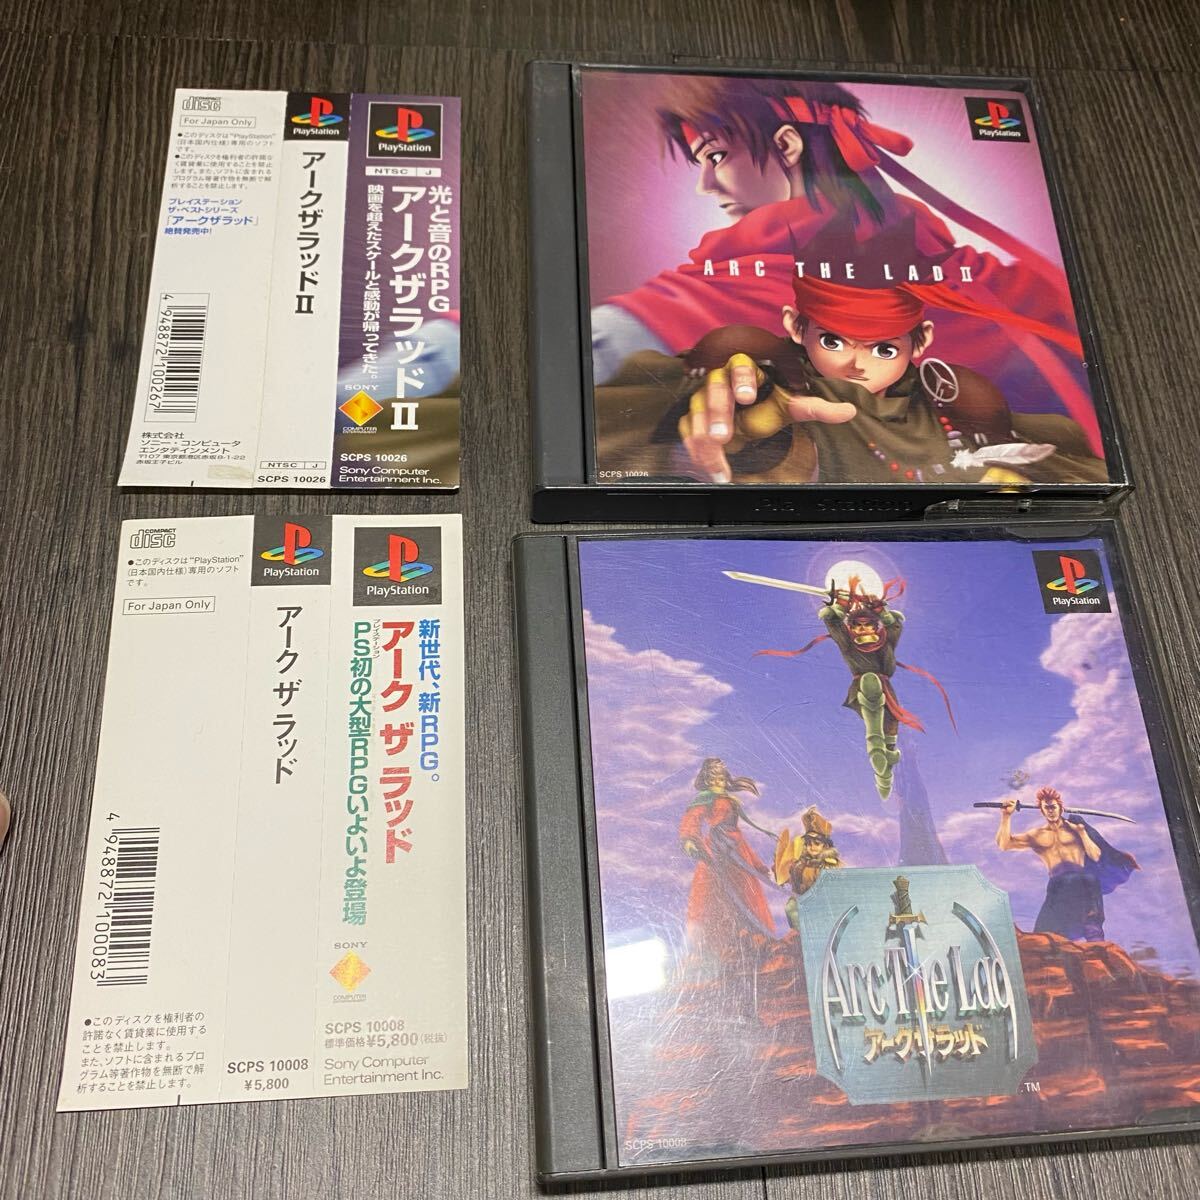 COMPACT
disc
For Japan Only
●このディスクは"PlayStation"
(日本国内仕様)専用のソフト
です。
●このディスクを権利者の許諾な
く賃貸業に使用することを禁止
します。また、ソフトに含まれる
プログラム等著作物を無断で解
析することを禁止します。
プレイステーション
ザ・ベストシリーズ
「アークザラッド」
絶賛発売中!
4 948872 100267
株式会社
ソニー・コンピュータ
エンタテインメント
〒107 東京都港区赤坂8-1-22
赤坂王子ビル
PlayStation
アークザラッドII
NTSC J
SCPS 10026
PlayStation
NTSC J
光と音のRPG
アークザラッドII
映画を超えたスケールと感動が帰ってきた。
SONY
COMPUTER
ENTERTAINMENT
SCPS 10026
Sony Computer
Entertainment Inc.
PlayStation
ARC THE LAD II
SCPS 10026
COMPACT
disc
●このディスクは"PlayStation"
(日本国内仕様)専用のソフト
です。
For Japan Only
4 948872 100083
●このディスクを権利者の
許諾なく賃貸業に使用する
ことを禁止します。
また、ソフトに含まれるプロ
グラム等著作物を無断で解
析することを禁止します。
PlayStation
アーク ザ ラッド
SCPS 10008
¥5,800
PlayStation
新世代、新RPG。
アーク ザ ラッド
プレイステーション
PS初の大型RPGいよいよ登場
SONY
COMPUTER
ENTERTAINMENT
SCPS 10008
標準価格¥5,800(税抜)
Sony Computer
Entertainment Inc.
PlayStation
Arc The Lad
アークザラッド
TM
SCPS 10008